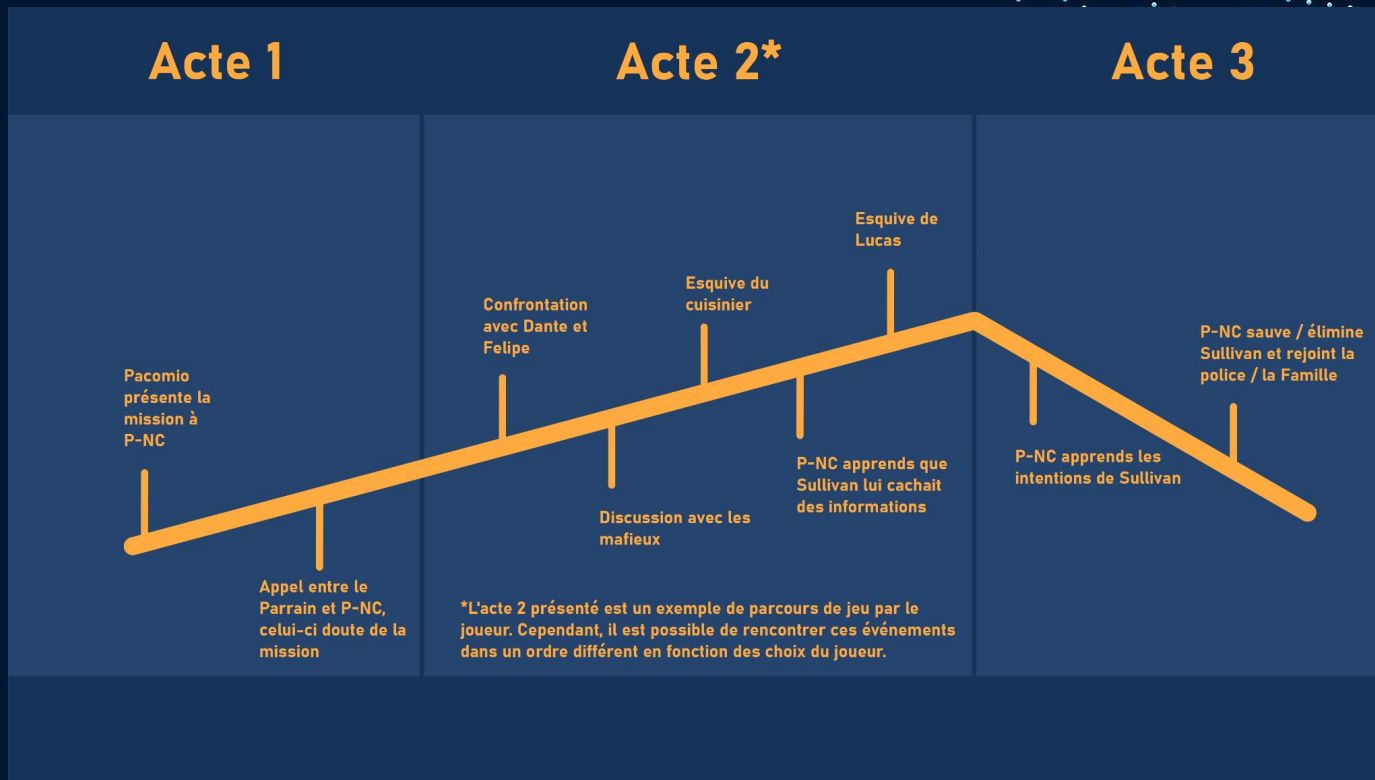 Acte 1
Acte 2*
Acte 3
Pacomio
présente la
mission à
P-NC
Appel entre le
Parrain et P-NC,
celui-ci doute de la
mission
Confrontation
avec Dante et
Felipe
Discussion avec les
mafieux
Esquive du
cuisinier
P-NC apprends que
Sullivan lui cachait
des informations
Esquive de
Lucas
*L'acte 2 présenté est un exemple de parcours de jeu par le
joueur. Cependant, il est possible de rencontrer ces événements
dans un ordre différent en fonction des choix du joueur.
P-NC apprends les
intentions de Sullivan
P-NC sauve / élimine
Sullivan et rejoint la
police / la Famille